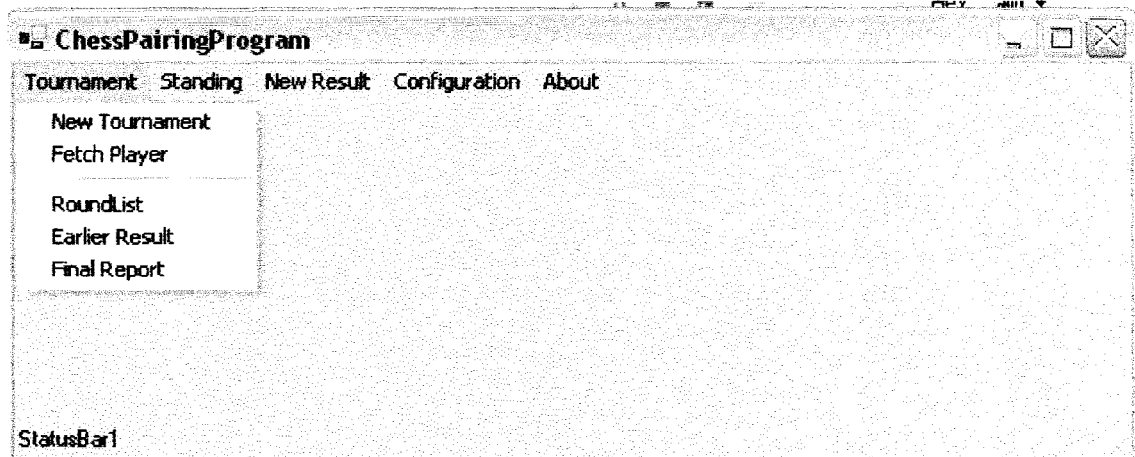 ChessPairingProgram
Tournament Standing New Result Configuration About
New Tournament
Fetch Player
RoundList
Earlier Result
Final Report
StatusBar1